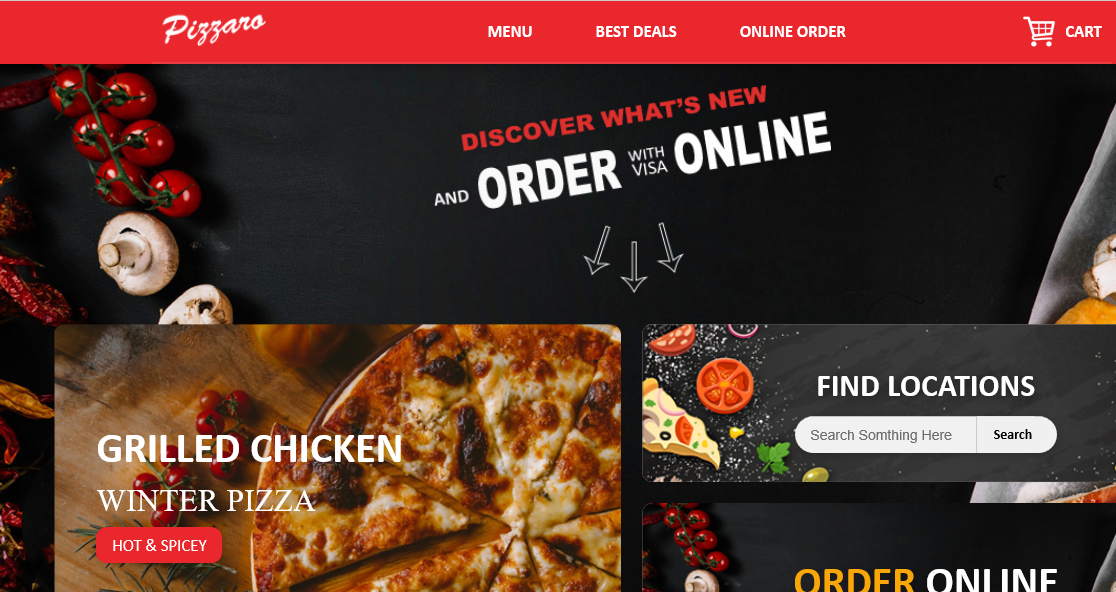 Pizzaro
MENU
BEST DEALS
ONLINE ORDER
CART
DISCOVER WHAT'S NEW
AND ORDER WITH VISA ONLINE
GRILLED CHICKEN
WINTER PIZZA
HOT & SPICEY
FIND LOCATIONS
Search Somthing Here
Search
ORDER ONLINE